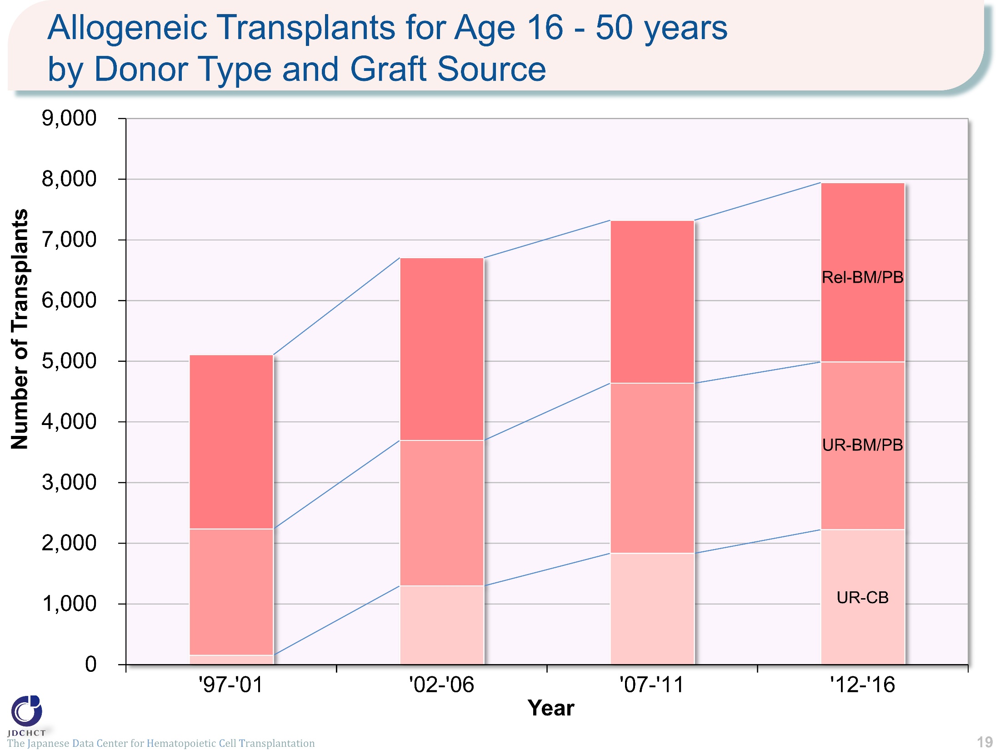 Allogeneic Transplants for Age 16 - 50 years
by Donor Type and Graft Source
Number of Transplants
9,000
8,000
7,000
6,000
5,000
4,000
3,000
2,000
1,000
0
Rel-BM/PB
UR-BM/PB
UR-CB
'97-'01
'02-'06
'07-'11
'12-'16
Year
JDCHCT
The Japanese Data Center for Hematopoietic Cell Transplantation
19